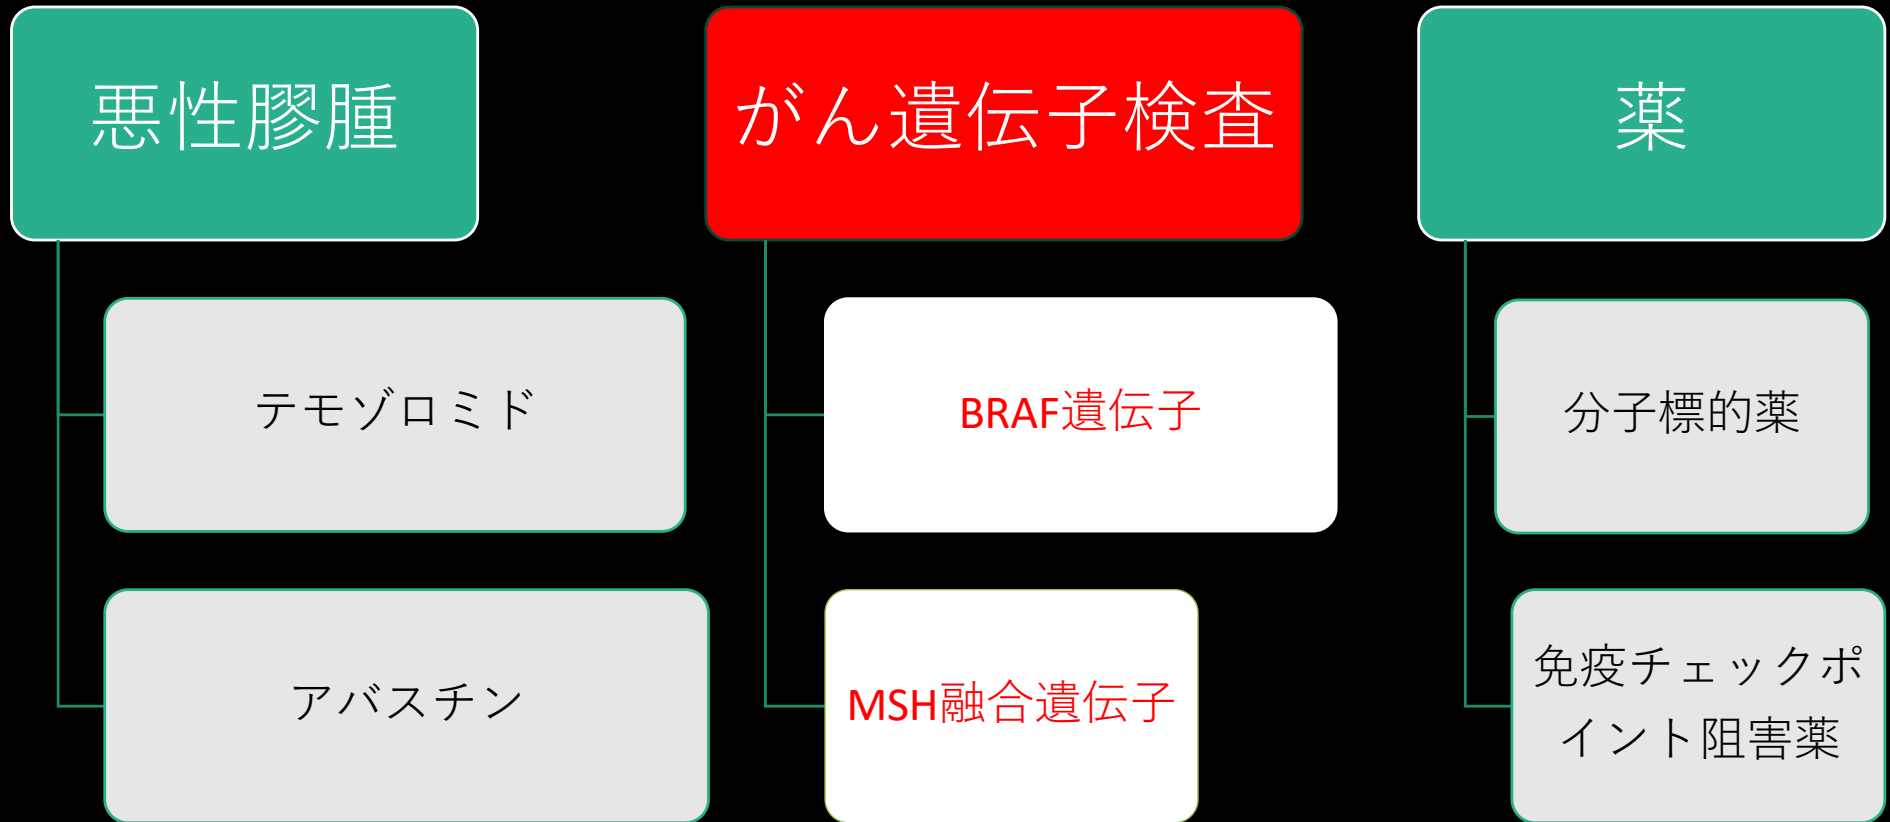 悪性膠腫
テモゾロミド
アバスチン
がん遺伝子検査
BRAF遺伝子
MSH融合遺伝子
薬
分子標的薬
免疫チェックポ
イント阻害薬